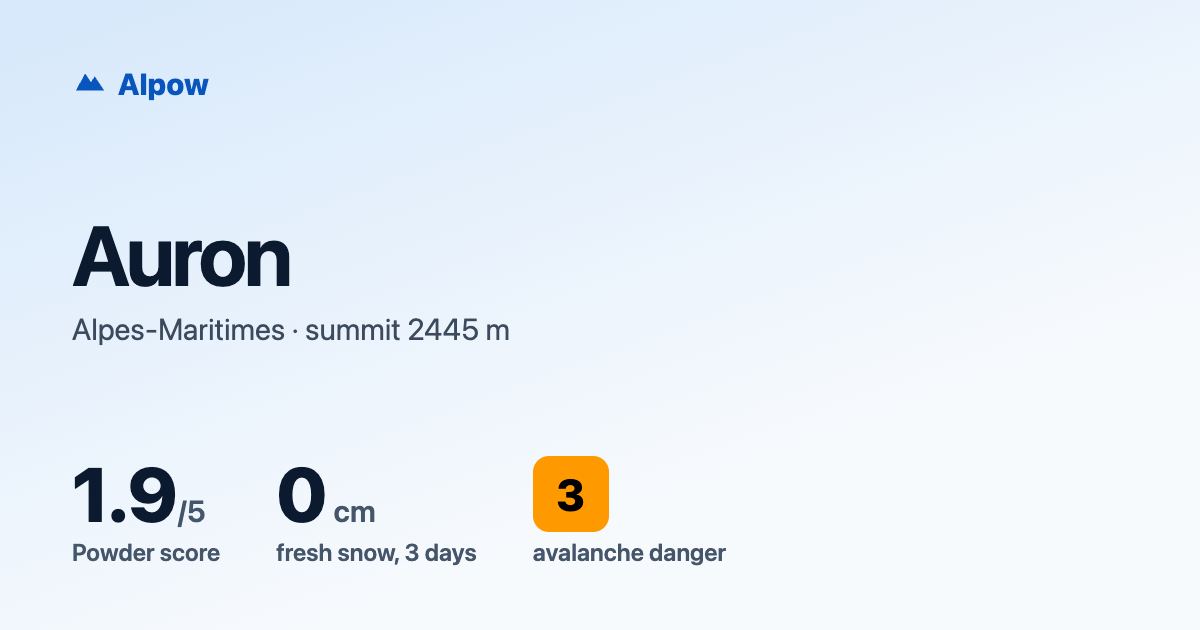 Alpow
Auron
Alpes-Maritimes · summit 2445 m
1.9/5
Powder score
0 cm
fresh snow, 3 days
3
avalanche danger